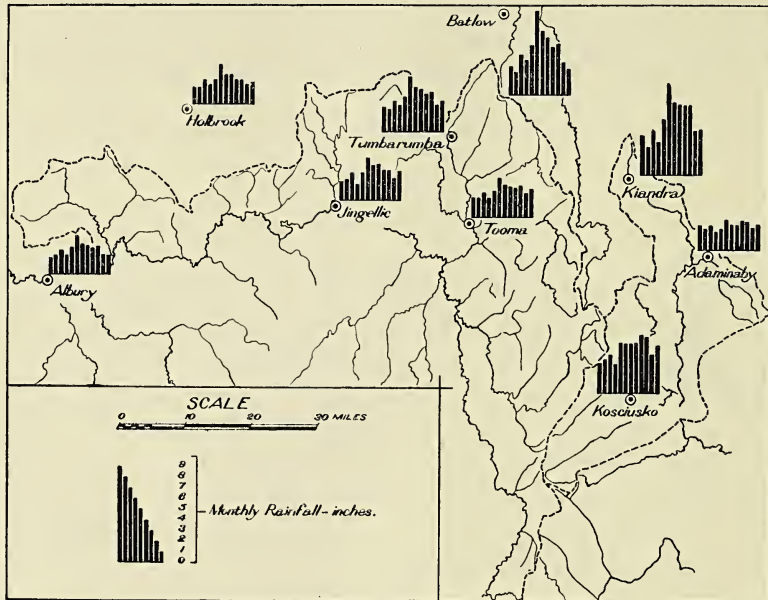 Batlow
Holbrook
Tumbarumba
Jingellic
Kiandra
Tooma
Adaminaby
Albury
Kosciusko
SCALE
0 10 20 30 MILES
9
8
7
6
5
4
3
2
1
0
Monthly Rainfall - inches.